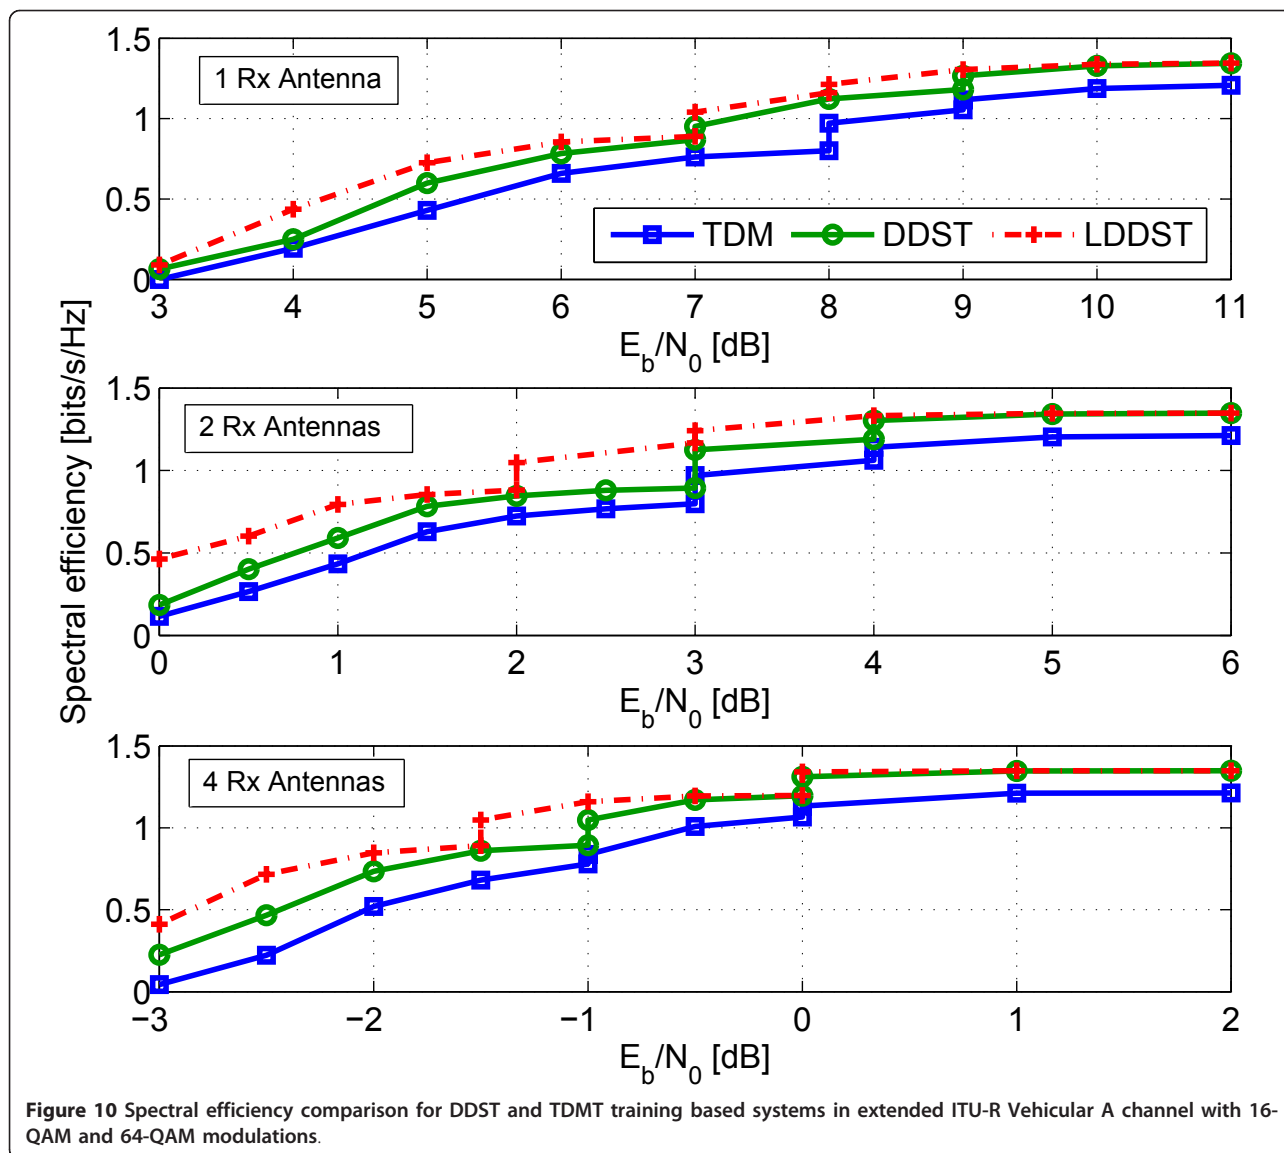 1.5
1
0.5
0
1 Rx Antenna
TDM DDST LDDST
3 4 5 6 7 8 9 10 11
E_b/N_0 [dB]
Spectral efficiency [bits/s/Hz]
1.5
1
0.5
0
2 Rx Antennas
0 1 2 3 4 5 6
E_b/N_0 [dB]
1.5
1
0.5
0
4 Rx Antennas
−3 −2 −1 0 1 2
E_b/N_0 [dB]
Figure 10 Spectral efficiency comparison for DDST and TDMT training based systems in extended ITU-R Vehicular A channel with 16-
QAM and 64-QAM modulations.